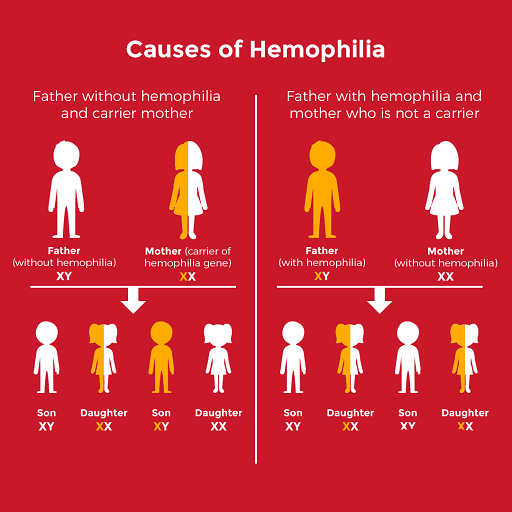 Causes of Hemophilia
Father without hemophilia
and carrier mother
Father
(without hemophilia)
XY
Mother (carrier of
hemophilia gene)
XX
Son
XY
Daughter
XX
Son
XY
Daughter
XX
Father with hemophilia and
mother who is not a carrier
Father
(with hemophilia)
XY
Mother
(without hemophilia)
XX
Son
XY
Daughter
XX
Son
XY
Daughter
XX